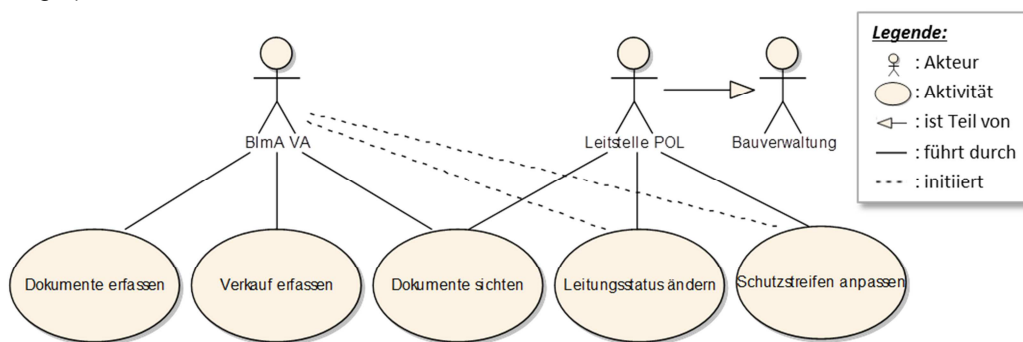 Legende:
: Akteur
: Aktivität
: ist Teil von
: führt durch
: initiiert
BImA VA
Leitstelle POL
Bauverwaltung
Dokumente erfassen
Verkauf erfassen
Dokumente sichten
Leitungsstatus ändern
Schutzstreifen anpassen